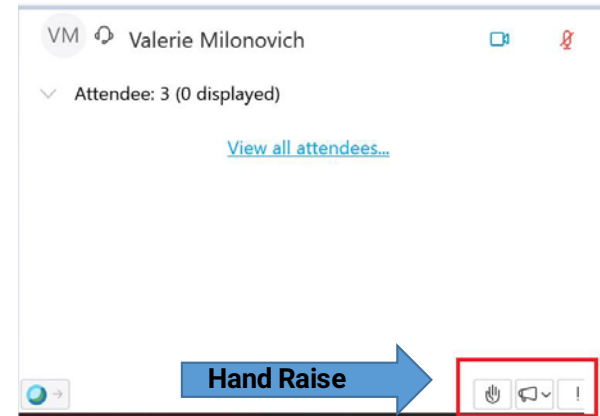 VM Valerie Milonovich
Attendee: 3 (0 displayed)
View all attendees...
Hand Raise
!